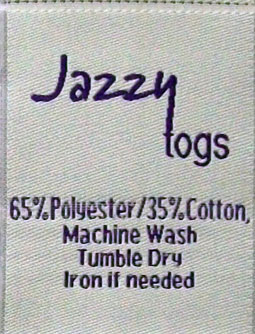 Jazzy
togs
65%Polyester/35%Cotton,
Machine Wash
Tumble Dry
Iron if needed